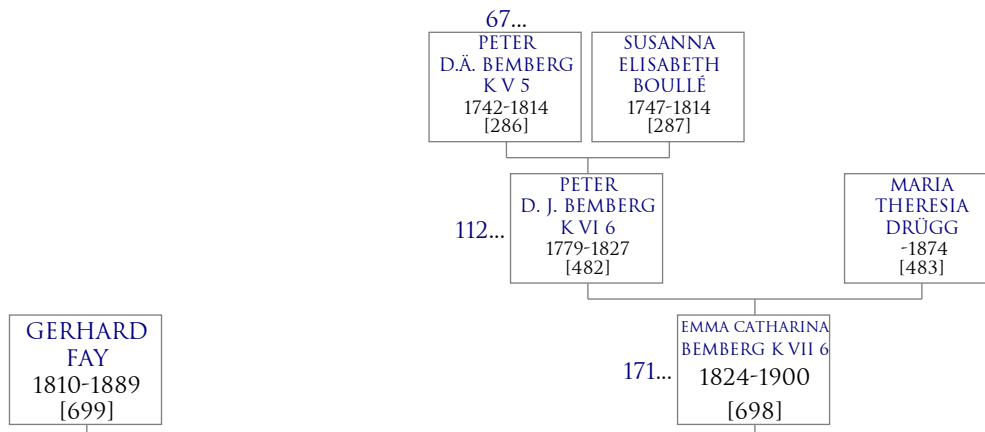 67...
PETER
D.Ä. BEMBERG
K V 5
1742-1814
[286]
SUSANNA
ELISABETH
BOULLÉ
1747-1814
[287]
112...
PETER
D. J. BEMBERG
K VI 6
1779-1827
[482]
MARIA
THERESIA
DRÜGG
-1874
[483]
GERHARD
FAY
1810-1889
[699]
171...
EMMA CATHARINA
BEMBERG K VII 6
1824-1900
[698]